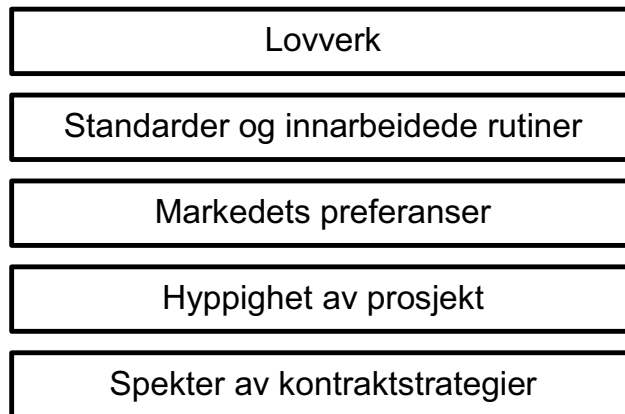 Lovverk
Standarder og innarbeidede rutiner
Markedets preferanser
Hyppighet av prosjekt
Spekter av kontraktstrategier